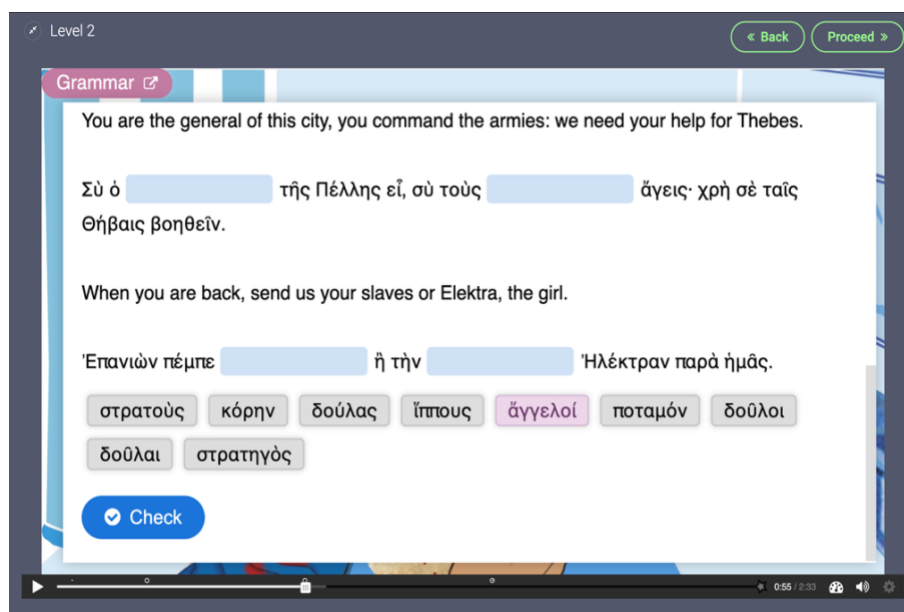 Level 2
« Back
Proceed »
Grammar
You are the general of this city, you command the armies: we need your help for Thebes.
Σὺ ὁ τῆς Πέλλης εἶ, σὺ τοὺς ἄγεις· χρὴ σὲ ταῖς
Θήβαις βοηθεῖν.
When you are back, send us your slaves or Elektra, the girl.
Ἐπανιὼν πέμπε ἢ τὴν Ἠλέκτραν παρὰ ἡμᾶς.
στρατοὺς κόρην δούλας ἵππους ἄγγελοί ποταμόν δοῦλοι
δοῦλαι στρατηγὸς
Check
0:55 / 2:33